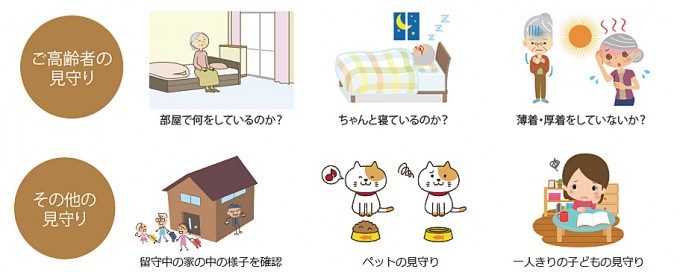 ご高齢者の
見守り
部屋で何をしているのか？
ちゃんと寝ているのか？
薄着・厚着をしていないか？
その他の
見守り
留守中の家の中の様子を確認
ペットの見守り
一人きりの子どもの見守り